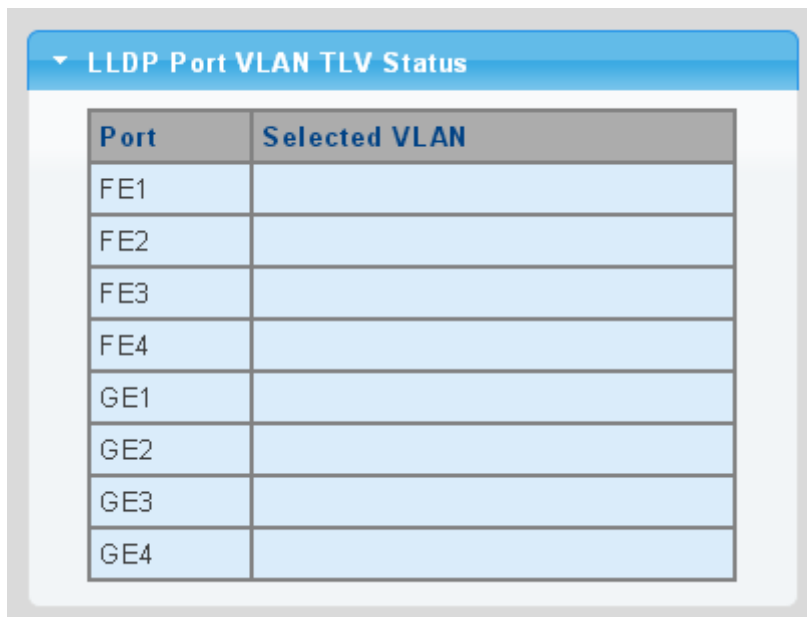 LLDP Port VLAN TLV Status
Port Selected VLAN
FE1
FE2
FE3
FE4
GE1
GE2
GE3
GE4